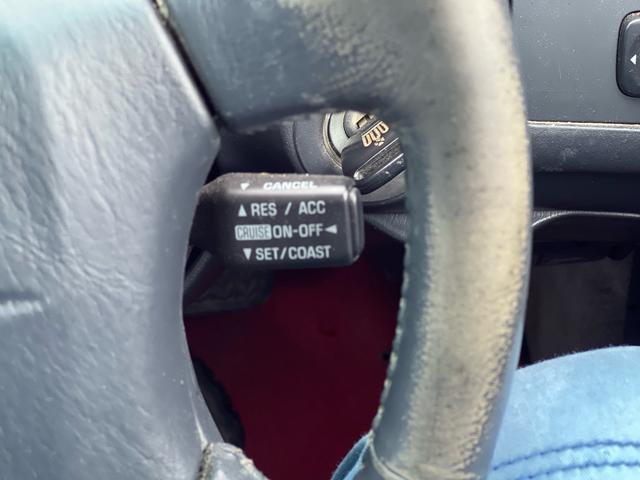 ▼ CANCEL
▲ RES / ACC
CRUISE ON-OFF ◄
▼ SET/COAST